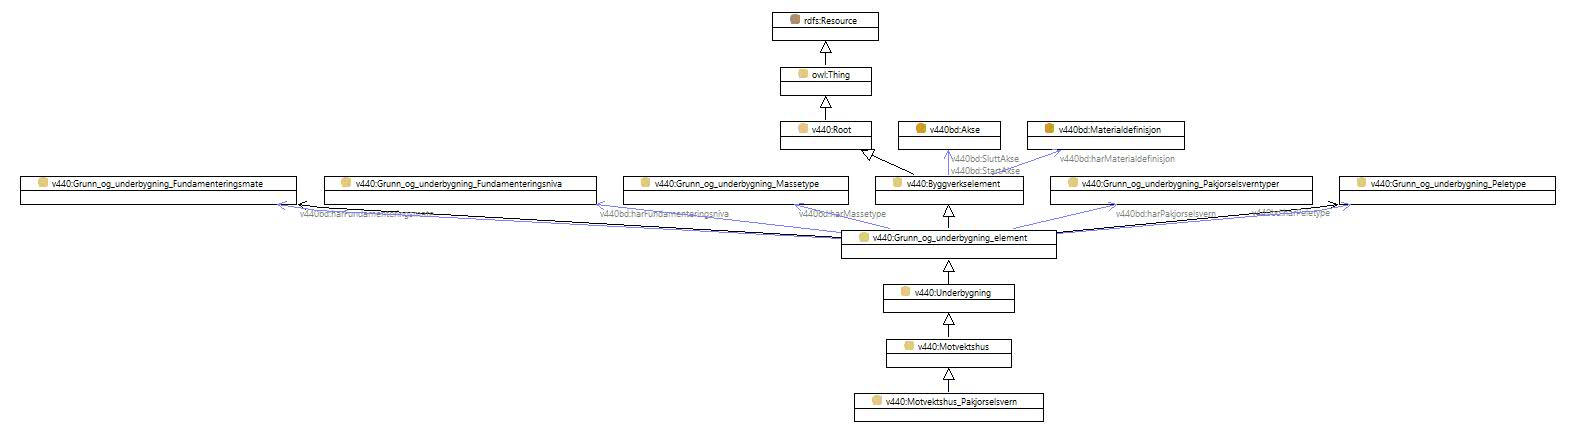 rdfs:Resource
owl:Thing
v440:Root
v440bd:Akse
v440bd:Materialdefinisjon
v440bd:SluttAkse
v440bd:harMaterialdefinisjon
v440bd:StartAkse
v440:Grunn_og_underbygning_Fundamenteringsmate
v440:Grunn_og_underbygning_Fundamenteringsniva
v440:Grunn_og_underbygning_Massetype
v440:Byggverkselement
v440:Grunn_og_underbygning_Pakjorselsverntyper
v440:Grunn_og_underbygning_Peletype
v440bd:harFundamenteringsmate
v440bd:harFundamenteringsniva
v440bd:harMassetype
v440bd:harPakjorselsvern
v440bd:harPeletype
v440:Grunn_og_underbygning_element
v440:Underbygning
v440:Motvektshus
v440:Motvektshus_Pakjorselsvern